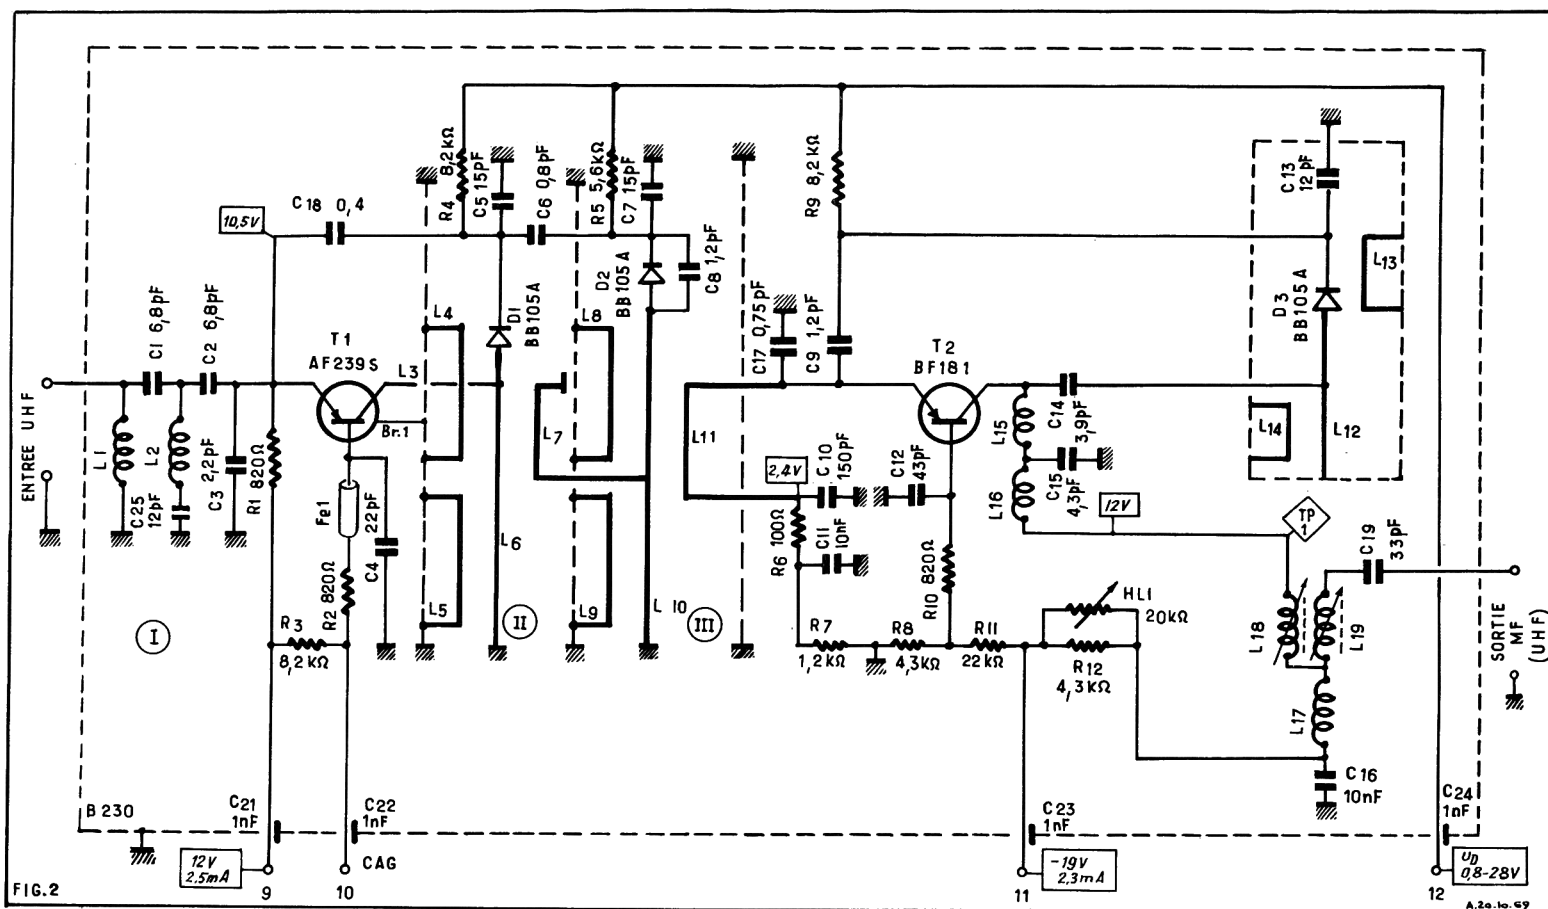 R4 8,2kΩ
C5 15pF
C6 0,8pF
R5 5,6kΩ
C7 15pF
R9 8,2kΩ
C13 12pF
C18 0,4
10,5V
L13
C8 1,2pF
D2 BB105A
D1 BB105A
D3 BB105A
C1 6,8pF
C2 6,8pF
T1
AF239S
L3
L4
L8
C17 0,75pF
C9 1,2pF
T2
BF181
ENTREE UHF
Br.1
L7
L11
L15
C14 3,9pF
L14
L12
L1
L2
C25 12pF
C3 2,2pF
R1 820Ω
Fe1
22pF
C4
2,4V
C10 150pF
C12 43pF
L16
C15 4,3pF
12V
TP
1
C19 33pF
L6
R6 100Ω
C11 10nF
R10 820Ω
R2 820Ω
L5
L9
L 10
HL1
20kΩ
I
II
III
R3
8,2kΩ
R7
1,2kΩ
R8
4,3kΩ
R11
22kΩ
R12
4,3kΩ
L18
L19
SORTIE
MF
(UHF)
L17
C16
10nF
B 230
C21
1nF
C22
1nF
C23
1nF
C24
1nF
12V
2,5mA
CAG
-19V
2,3mA
UD
0,8-28V
FIG.2
9
10
11
12